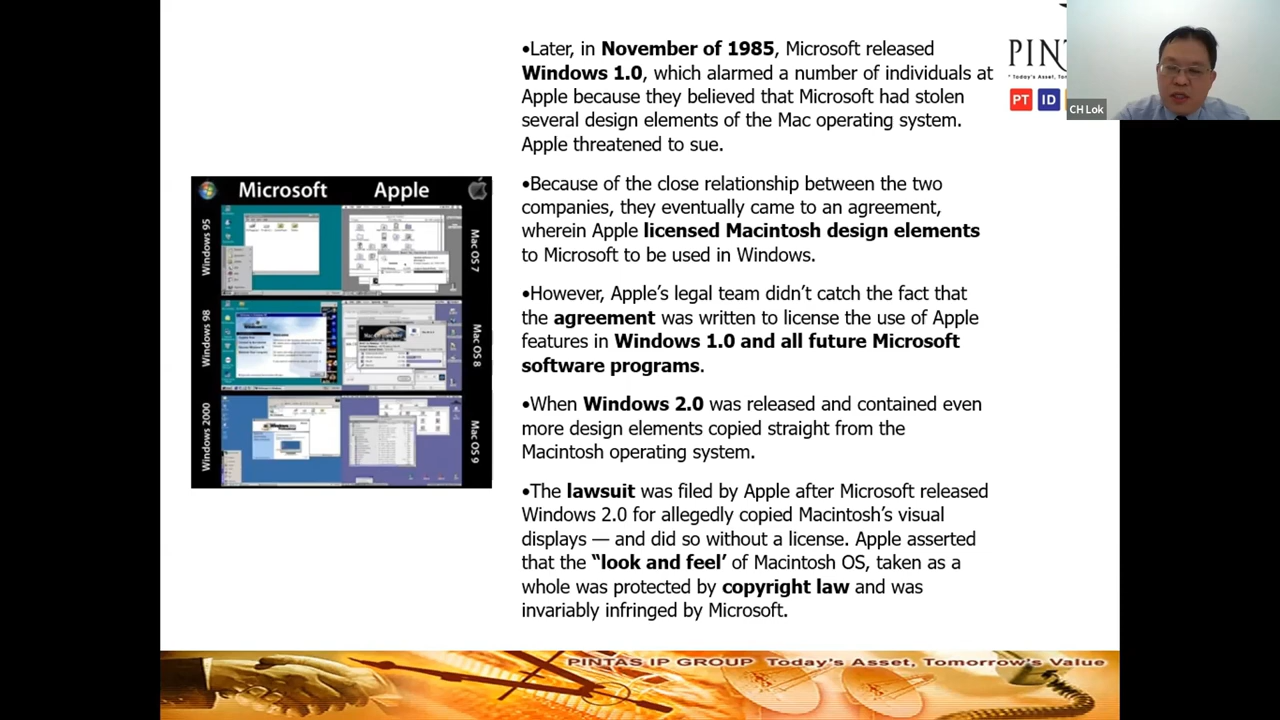 •Later, in November of 1985, Microsoft released
Windows 1.0, which alarmed a number of individuals at
Apple because they believed that Microsoft had stolen
several design elements of the Mac operating system.
Apple threatened to sue.
•Because of the close relationship between the two
companies, they eventually came to an agreement,
wherein Apple licensed Macintosh design elements
to Microsoft to be used in Windows.
•However, Apple’s legal team didn’t catch the fact that
the agreement was written to license the use of Apple
features in Windows 1.0 and all future Microsoft
software programs.
•When Windows 2.0 was released and contained even
more design elements copied straight from the
Macintosh operating system.
•The lawsuit was filed by Apple after Microsoft released
Windows 2.0 for allegedly copied Macintosh’s visual
displays — and did so without a license. Apple asserted
that the “look and feel’ of Macintosh OS, taken as a
whole was protected by copyright law and was
invariably infringed by Microsoft.
Microsoft Apple
Windows 95 Mac OS 7
Windows 98 Mac OS 8
Windows 2000 Mac OS 9
"Today's Asset,
PT ID
CH Lok
PINTAS IP GROUP Today's Asset, Tomorrow's Value